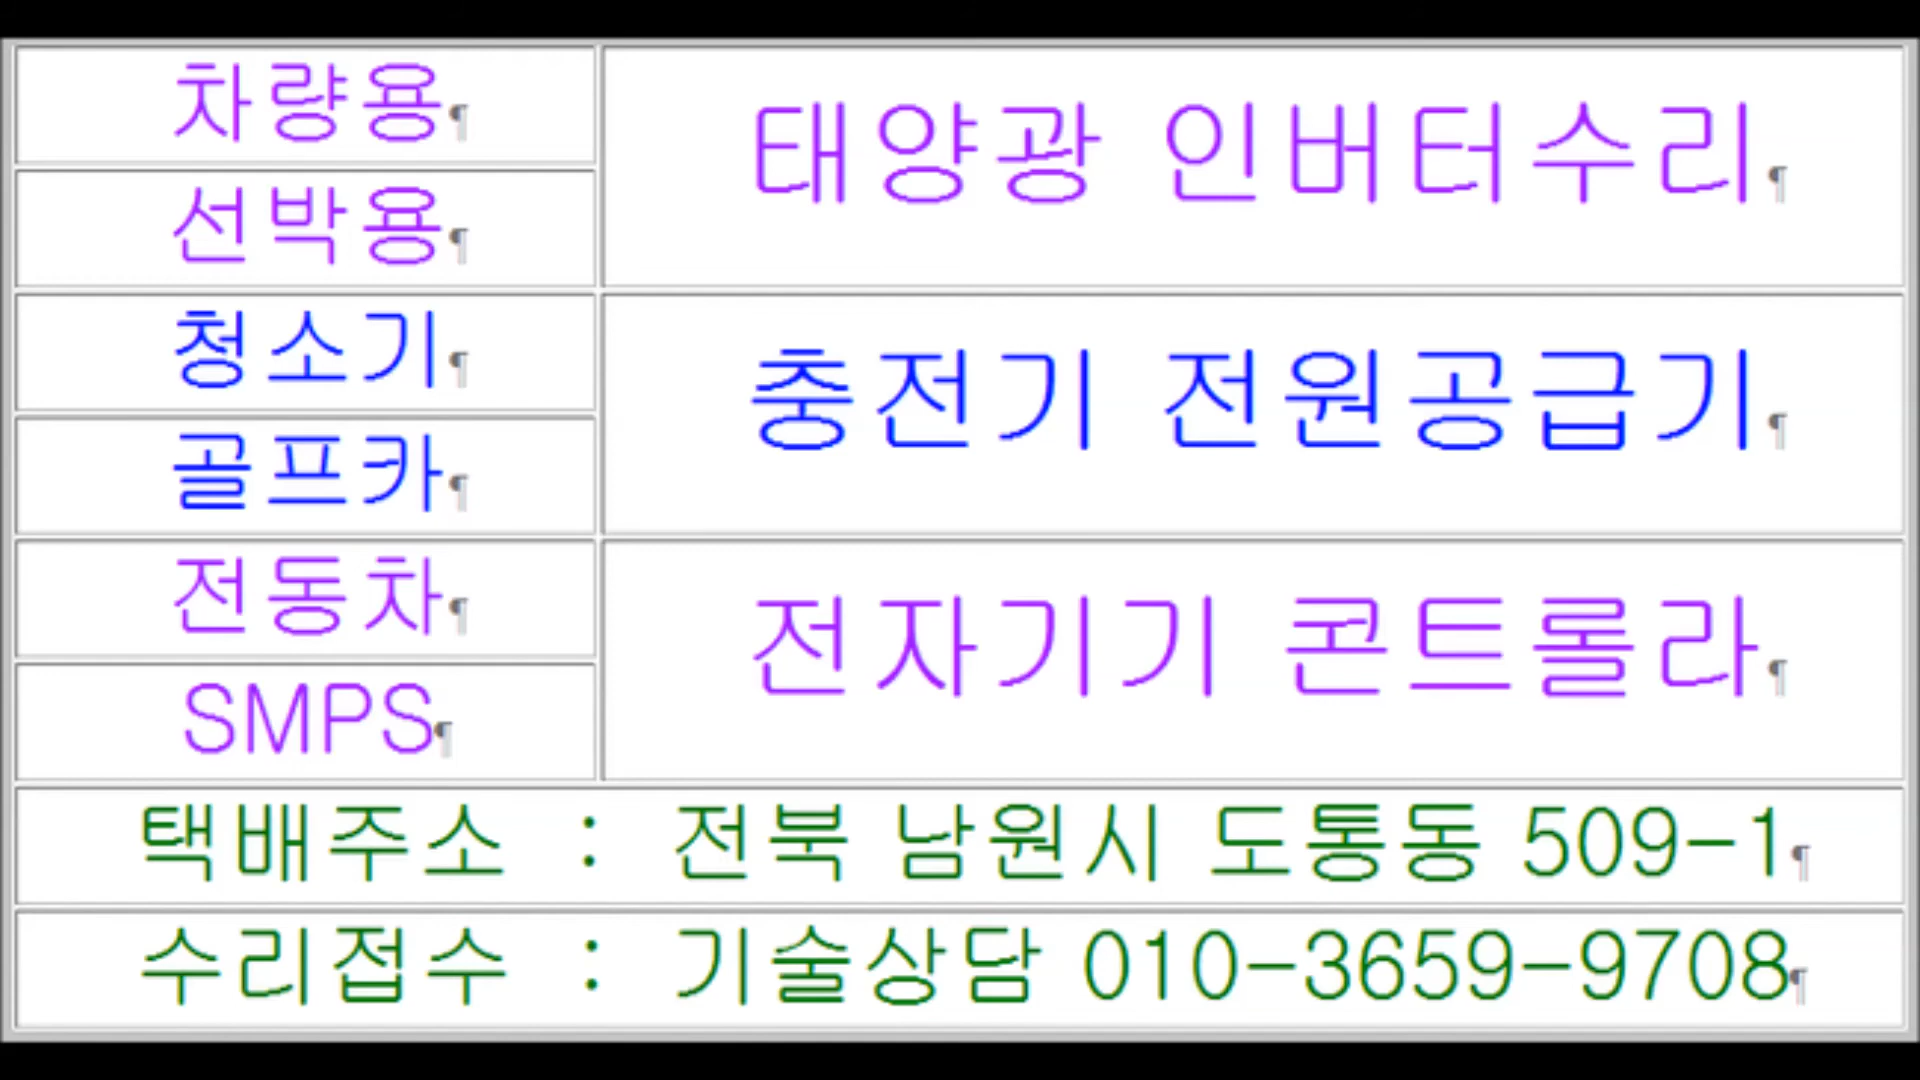 차량용
태양광 인버터수리
선박용
청소기
충전기 전원공급기
골프카
전동차
전자기기 콘트롤라
SMPS
택배주소 : 전북 남원시 도통동 509-1
수리접수 : 기술상담 010-3659-9708